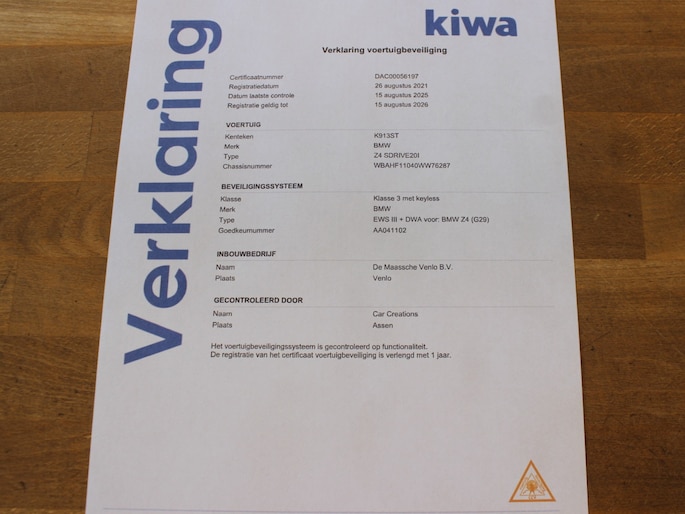 Verklaring
kiwa
Verklaring voertuigbeveiliging
Certificaatnummer DAC00056197
Registratiedatum 26 augustus 2021
Datum laatste controle 15 augustus 2025
Registratie geldig tot 15 augustus 2026
VOERTUIG
Kenteken K913ST
Merk BMW
Type Z4 SDRIVE20I
Chassisnummer WBAHF11040WW76287
BEVEILIGINGSSYSTEEM
Klasse Klasse 3 met keyless
Merk BMW
Type EWS III + DWA voor: BMW Z4 (G29)
Goedkeurnummer AA041102
INBOUWBEDRIJF
Naam De Maassche Venlo B.V.
Plaats Venlo
GECONTROLEERD DOOR
Naam Car Creations
Plaats Assen
Het voertuigbeveiligingssysteem is gecontroleerd op functionaliteit.
De registratie van het certificaat voertuigbeveiliging is verlengd met 1 jaar.